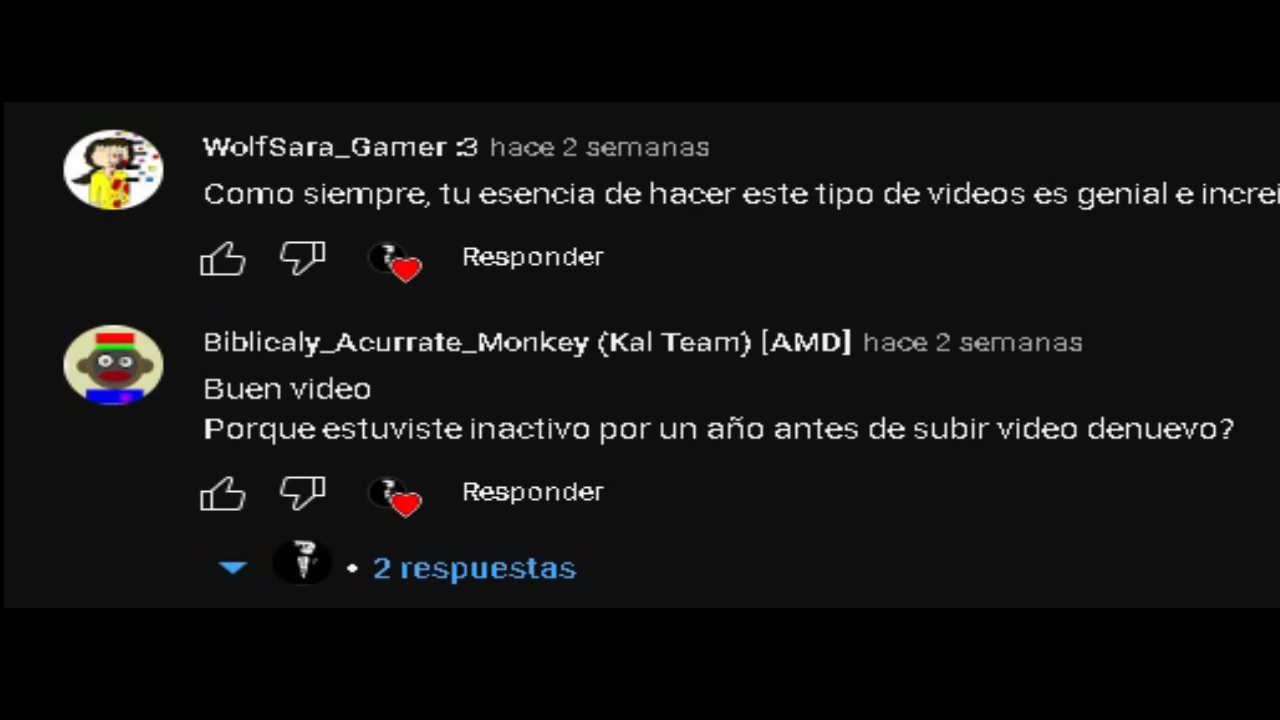 WolfSara_Gamer :3 hace 2 semanas
Como siempre, tu esencia de hacer este tipo de videos es genial e increi
Responder
Biblicaly_Acurrate_Monkey (Kal Team) [AMD] hace 2 semanas
Buen video
Porque estuviste inactivo por un año antes de subir video denuevo?
Responder
• 2 respuestas